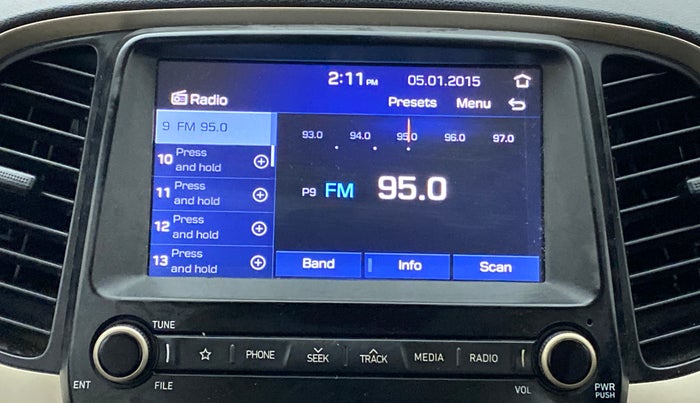 2:11 PM 05.01.2015
Radio Presets Menu
9 FM 95.0
93.0 94.0 95.0 96.0 97.0
10 Press and hold
11 Press and hold
12 Press and hold
13 Press and hold
P9 FM 95.0
Band Info Scan
TUNE
PHONE SEEK TRACK MEDIA RADIO
ENT FILE VOL PWR
PUSH